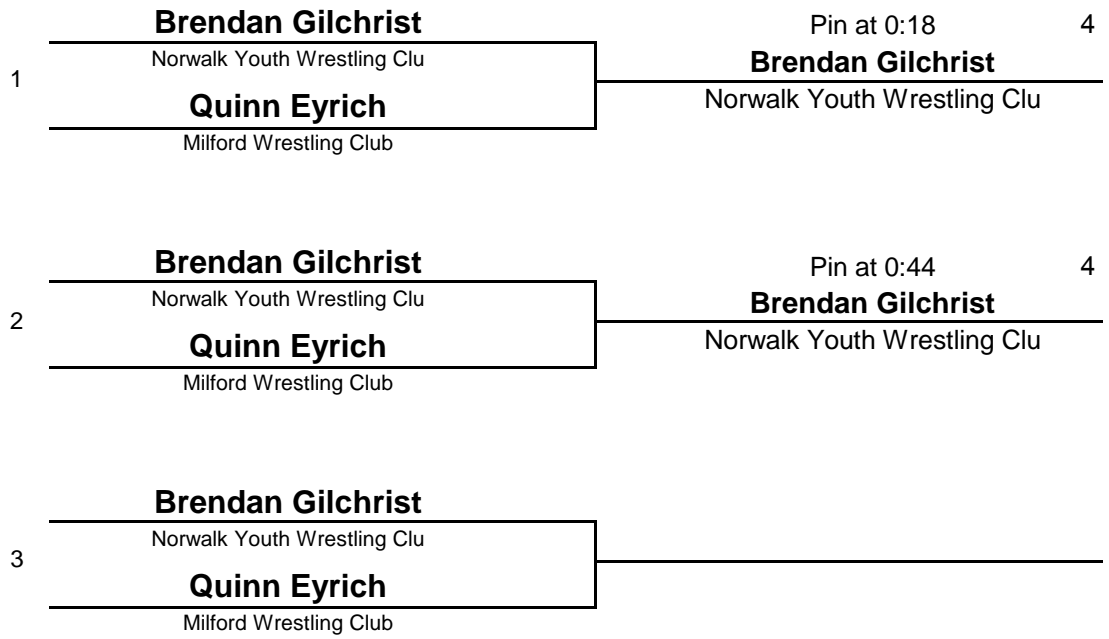 Brendan Gilchrist
Norwalk Youth Wrestling Clu
1
Quinn Eyrich
Milford Wrestling Club
Pin at 0:18 4
Brendan Gilchrist
Norwalk Youth Wrestling Clu
Brendan Gilchrist
Norwalk Youth Wrestling Clu
2
Quinn Eyrich
Milford Wrestling Club
Pin at 0:44 4
Brendan Gilchrist
Norwalk Youth Wrestling Clu
Brendan Gilchrist
Norwalk Youth Wrestling Clu
3
Quinn Eyrich
Milford Wrestling Club